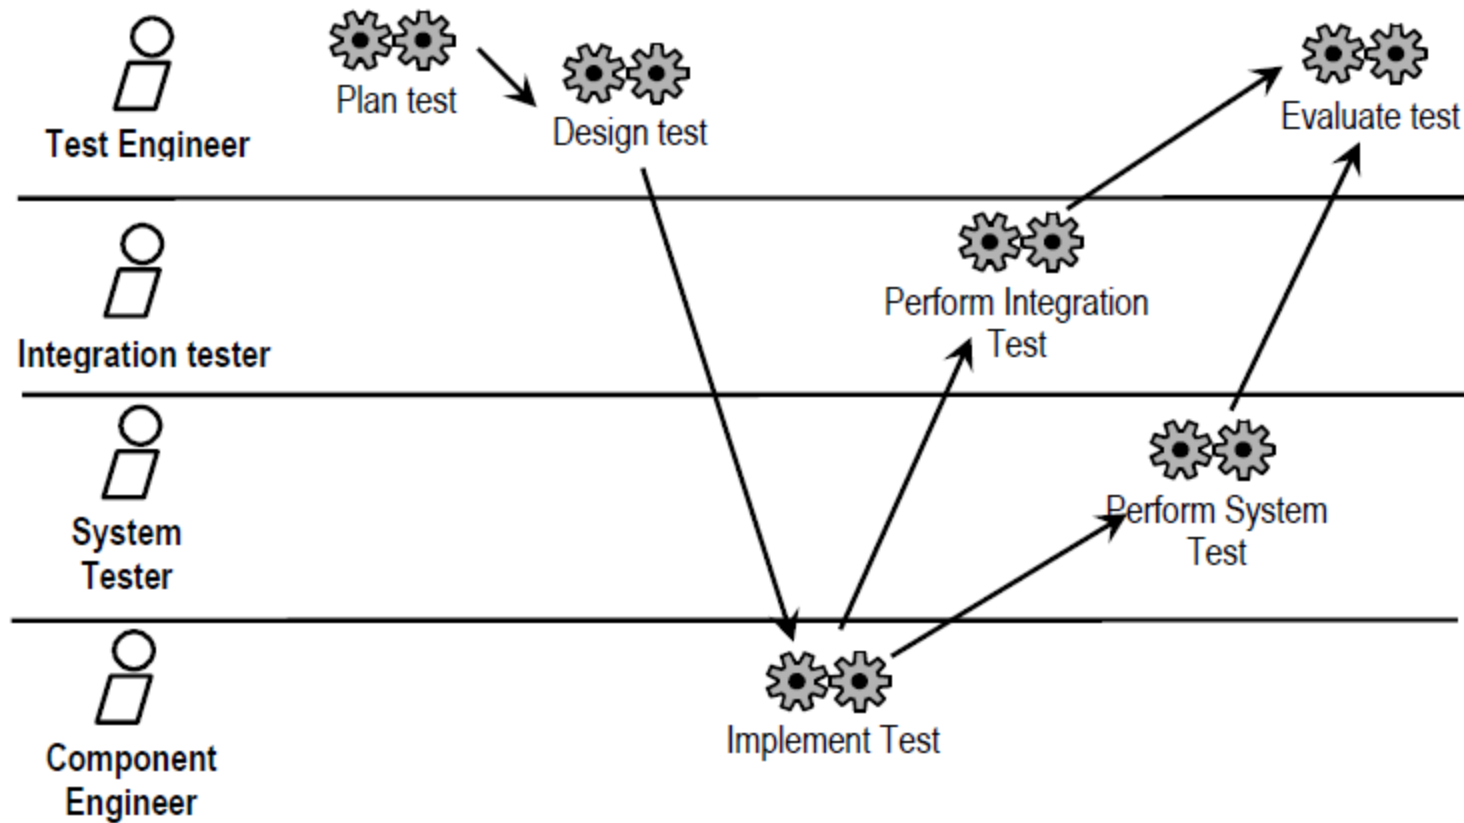 Plan test
Design test
Evaluate test
Test Engineer
Perform Integration
Test
Integration tester
Perform System
Test
System
Tester
Implement Test
Component
Engineer